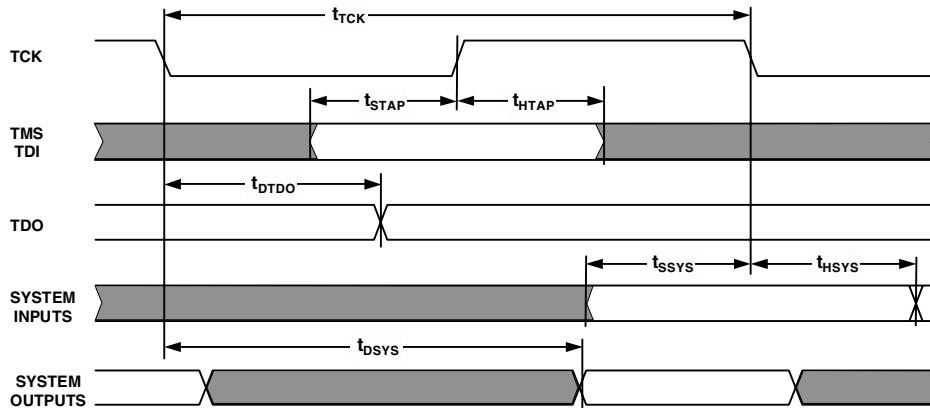 tTCK
TCK
tSTAP
tHTAP
TMS
TDI
tDTDO
TDO
tSSYS
tHSYS
SYSTEM
INPUTS
tDSYS
SYSTEM
OUTPUTS